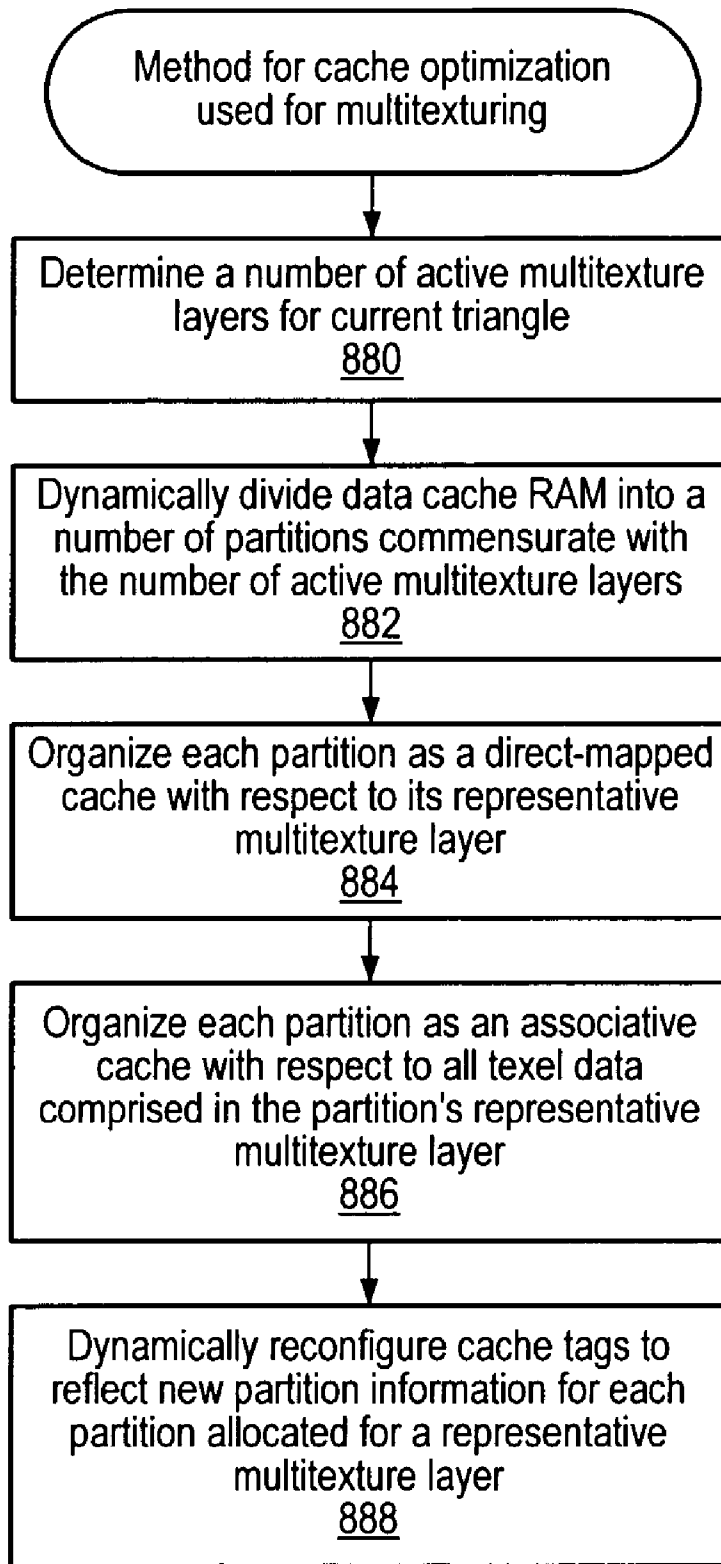 Method for cache optimization
used for multitexturing
Determine a number of active multitexture
layers for current triangle
880
Dynamically divide data cache RAM into a
number of partitions commensurate with
the number of active multitexture layers
882
Organize each partition as a direct-mapped
cache with respect to its representative
multitexture layer
884
Organize each partition as an associative
cache with respect to all texel data
comprised in the partition's representative
multitexture layer
886
Dynamically reconfigure cache tags to
reflect new partition information for each
partition allocated for a representative
multitexture layer
888